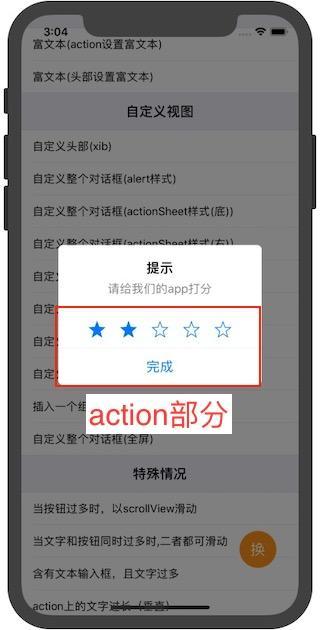 3:04
富文本(action设置富文本)
富文本(头部设置富文本)
自定义视图
自定义头部(xib)
自定义整个对话框(alert样式)
自定义整个对话框(actionSheet样式(底))
自定义整个对话框(actionSheet样式(右))
自定
提示
请给我们的app打分
自定
自定
完成
自定
插入一个组
action部分
自定义整个对话框(全屏)
特殊情况
当按钮过多时，以scrollView滑动
当文字和按钮同时过多时,二者都可滑动
换
含有文本输入框，且文字过多
action上的文字过长（垂直）